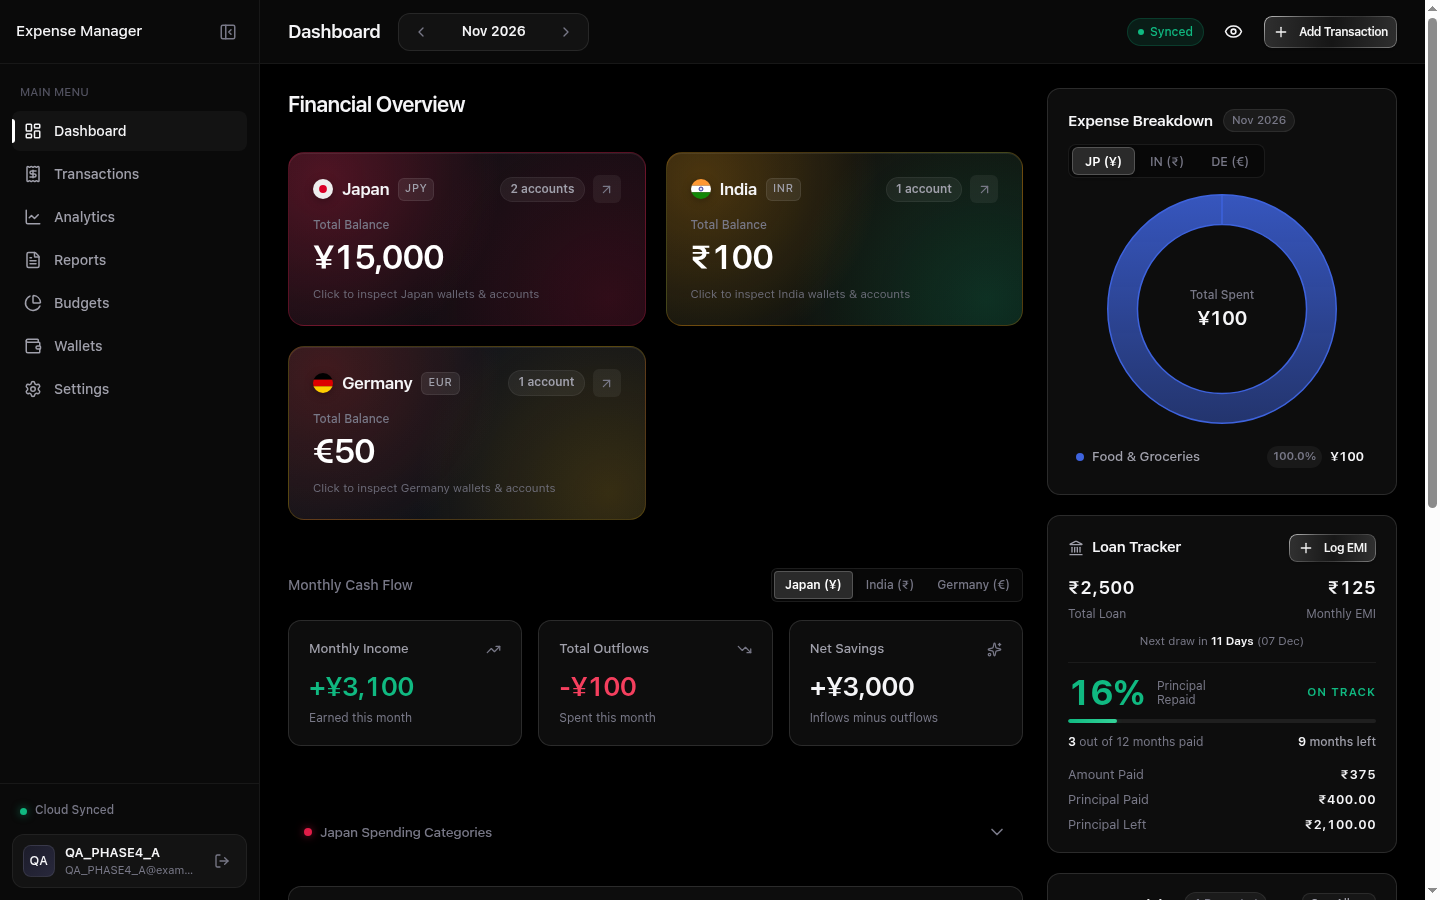 Expense Manager
MAIN MENU
Dashboard
Transactions
Analytics
Reports
Budgets
Wallets
Settings
Cloud Synced
QA
QA_PHASE4_A
QA_PHASE4_A@exam...
Dashboard
Nov 2026
Synced
Add Transaction
Financial Overview
Japan JPY 2 accounts
Total Balance
¥15,000
Click to inspect Japan wallets & accounts
India INR 1 account
Total Balance
₹100
Click to inspect India wallets & accounts
Germany EUR 1 account
Total Balance
€50
Click to inspect Germany wallets & accounts
Monthly Cash Flow
Japan (¥) India (₹) Germany (€)
Monthly Income
+¥3,100
Earned this month
Total Outflows
-¥100
Spent this month
Net Savings
+¥3,000
Inflows minus outflows
Japan Spending Categories
Expense Breakdown Nov 2026
JP (¥) IN (₹) DE (€)
Total Spent
¥100
Food & Groceries 100.0% ¥100
Loan Tracker
Log EMI
₹2,500 ₹125
Total Loan Monthly EMI
Next draw in 11 Days (07 Dec)
16% Principal
Repaid
ON TRACK
3 out of 12 months paid 9 months left
Amount Paid ₹375
Principal Paid ₹400.00
Principal Left ₹2,100.00